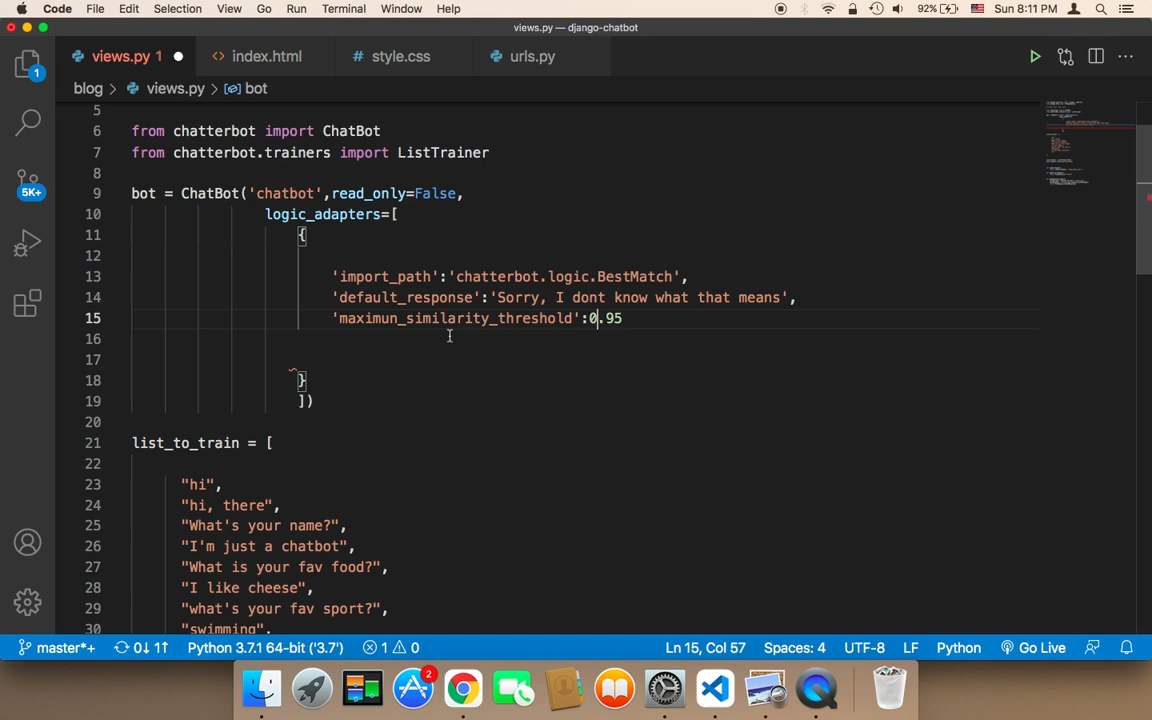 Code File Edit Selection View Go Run Terminal Window Help 92% Sun 8:11 PM
views.py — django-chatbot
views.py 1 index.html style.css urls.py
blog > views.py > bot
5
6 from chatterbot import ChatBot
7 from chatterbot.trainers import ListTrainer
8
9 bot = ChatBot('chatbot',read_only=False,
10 logic_adapters=[
11 {
12
13 'import_path':'chatterbot.logic.BestMatch',
14 'default_response':'Sorry, I dont know what that means',
15 'maximun_similarity_threshold':0.95
16
17
18 }
19 ])
20
21 list_to_train = [
22
23 "hi",
24 "hi, there",
25 "What's your name?",
26 "I'm just a chatbot",
27 "What is your fav food?",
28 "I like cheese",
29 "what's your fav sport?",
30 "swimming",
1
5K+
master*+ 0↓ 1↑ Python 3.7.1 64-bit ('3.7') 1 0 Ln 15, Col 57 Spaces: 4 UTF-8 LF Python Go Live
2